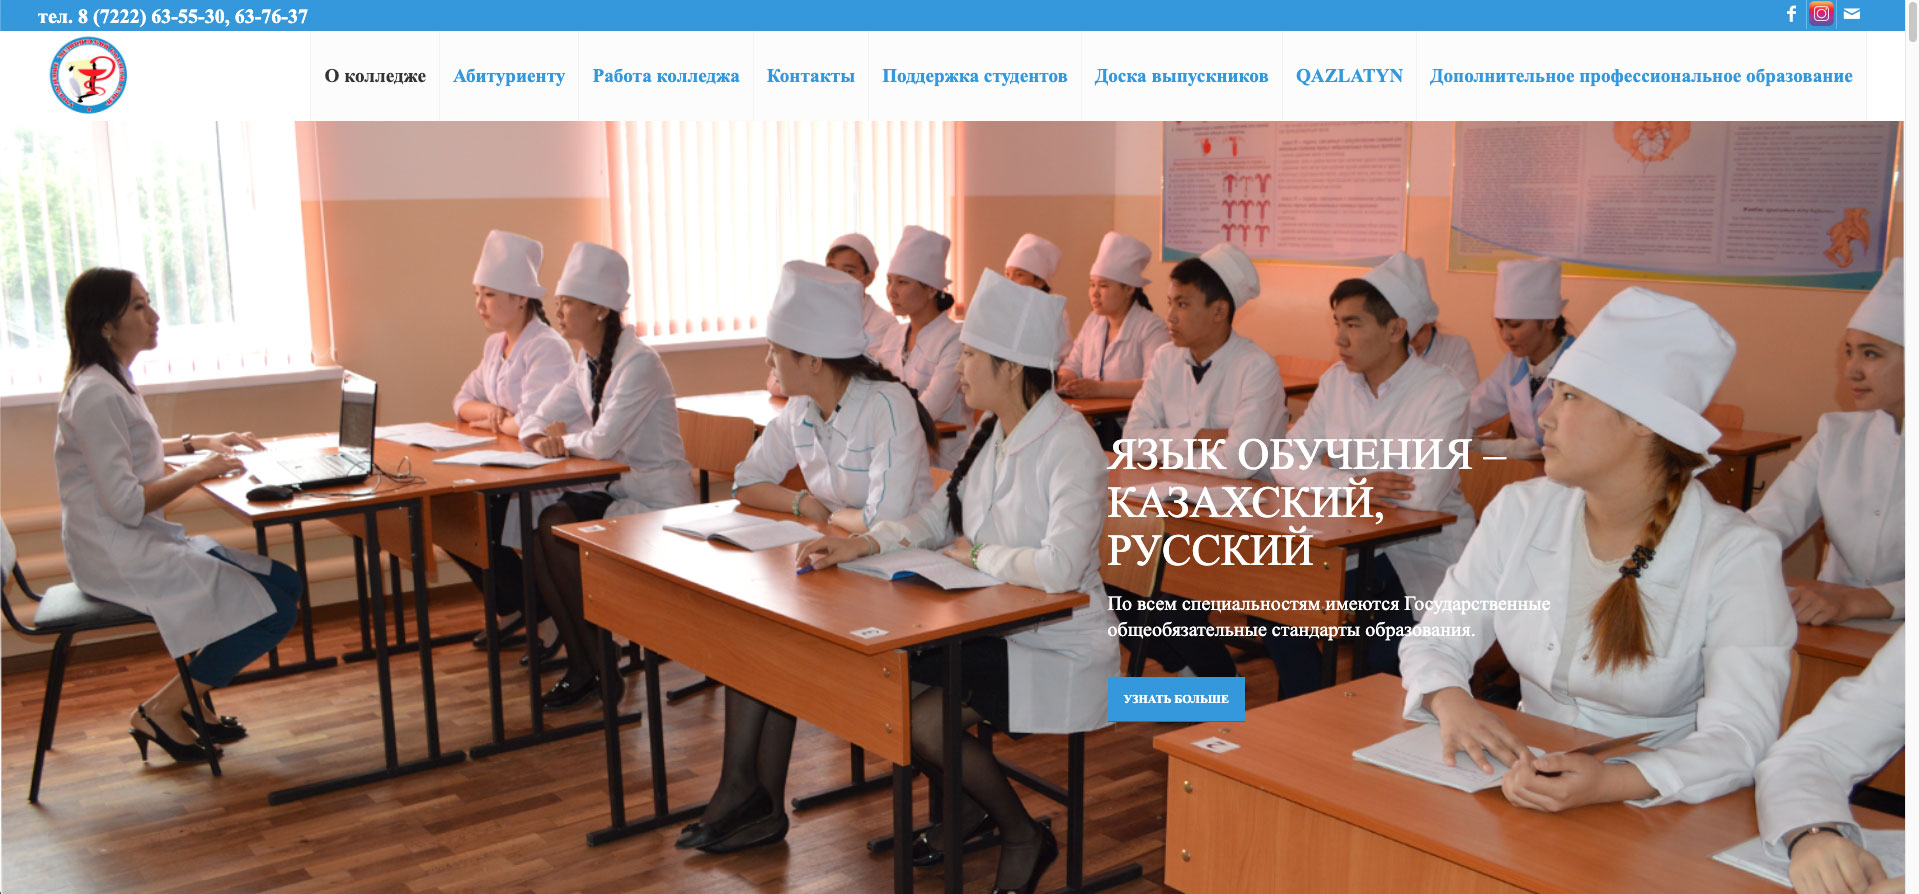 тел. 8 (7222) 63-55-30, 63-76-37
О колледже
Абитуриенту
Работа колледжа
Контакты
Поддержка студентов
Доска выпускников
QAZLATYN
Дополнительное профессиональное образование
ЯЗЫК ОБУЧЕНИЯ –
КАЗАХСКИЙ,
РУССКИЙ
По всем специальностям имеются Государственные
общеобязательные стандарты образования.
УЗНАТЬ БОЛЬШЕ